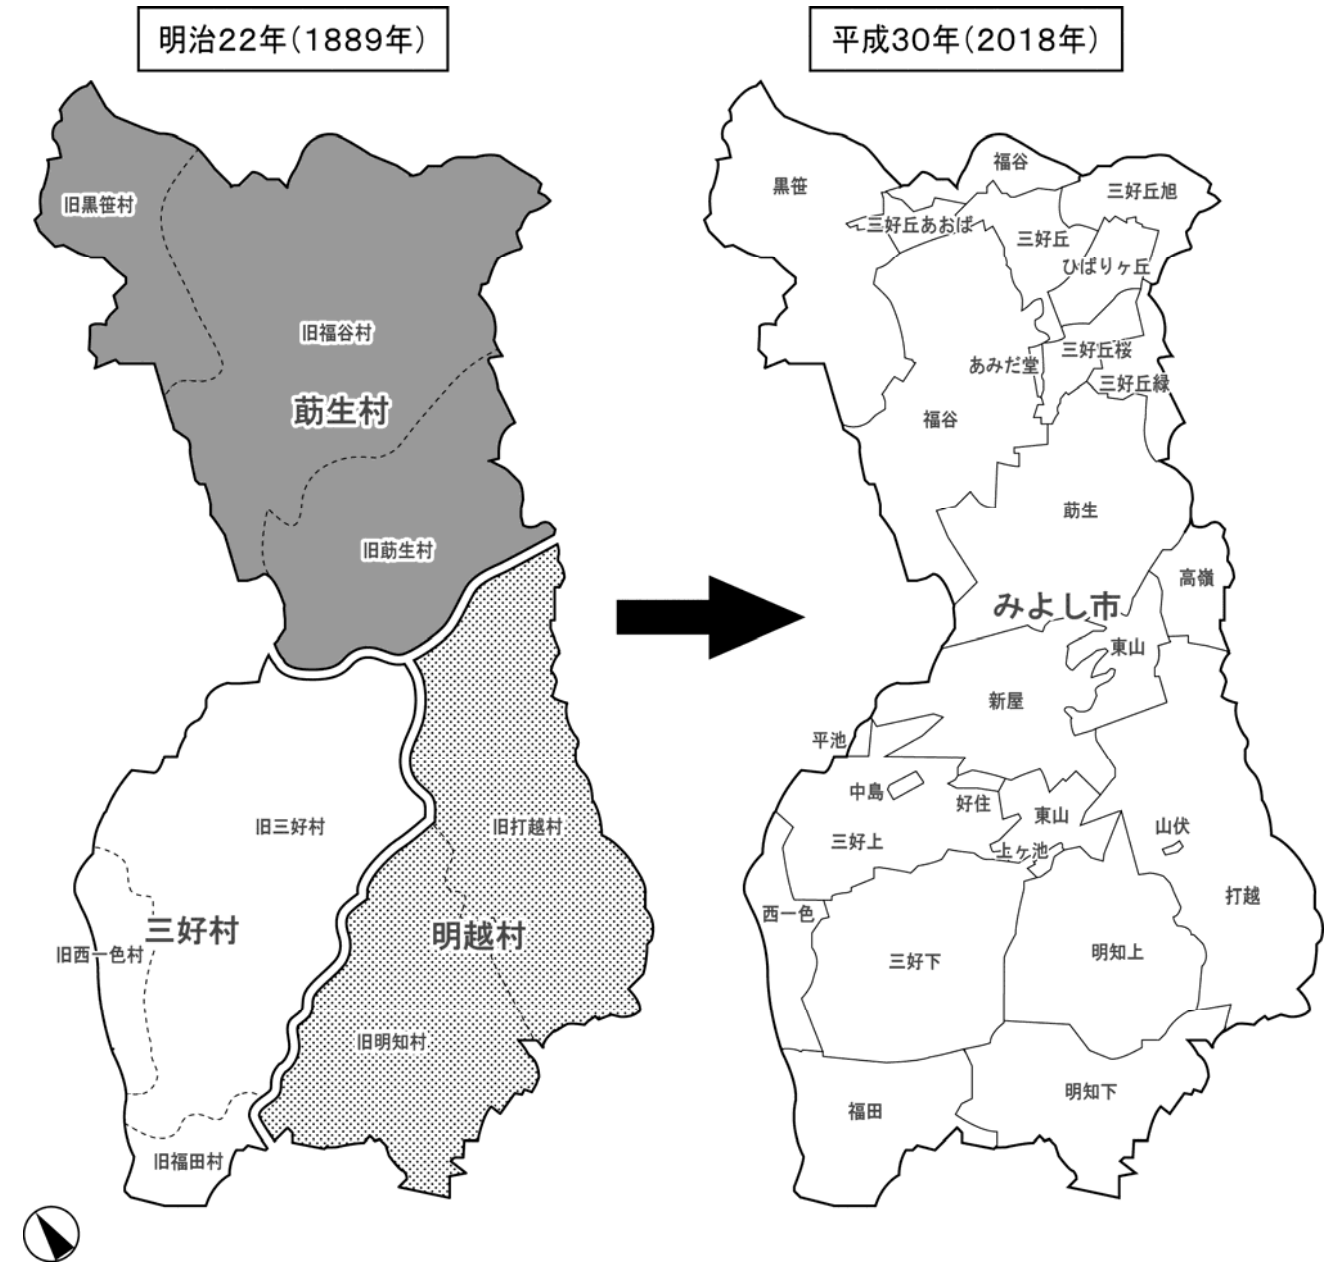 明治22年(1889年)
旧黒笹村
旧福谷村
莇生村
旧莇生村
旧三好村
旧打越村
三好村
明越村
旧西一色村
旧明知村
旧福田村
平成30年(2018年)
福谷
黒笹
三好丘旭
三好丘あおば
三好丘
ひばりヶ丘
三好丘桜
あみだ堂
三好丘緑
福谷
莇生
高嶺
みよし市
東山
新屋
平池
中島
好住
東山
山伏
三好上
上ヶ池
打越
西一色
三好下
明知上
明知下
福田